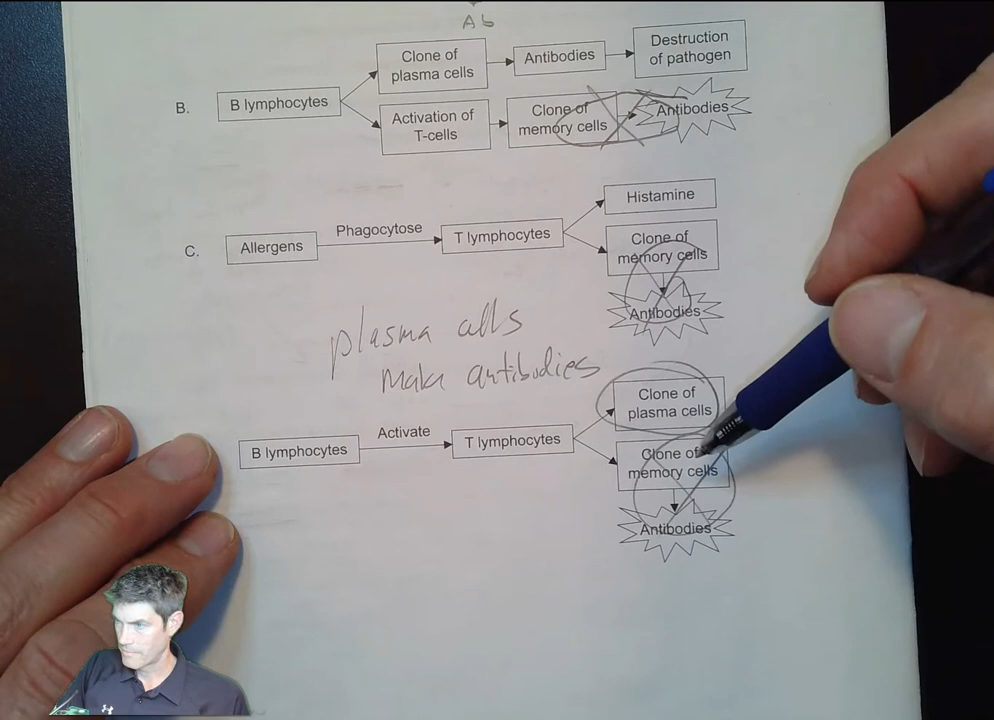 Ab
Clone of
plasma cells
Antibodies
Destruction
of pathogen
B.
B lymphocytes
Activation of
T-cells
Clone of
memory cells
Antibodies
Histamine
C.
Allergens
Phagocytose
T lymphocytes
Clone of
memory cells
Antibodies
plasma cells
make antibodies
Clone of
plasma cells
B lymphocytes
Activate
T lymphocytes
Clone of
memory cells
Antibodies